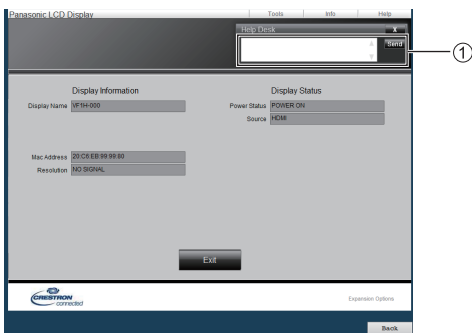 Panasonic LCD Display Tools Info Help
Help Desk X
Send
①
Display Information Display Status
Display Name VF1H-000 Power Status POWER ON
Source HDMI
Mac Address 20:C6:EB:99:99:80
Resolution NO SIGNAL
Exit
CRESTRON
connected
Expansion Options
Back